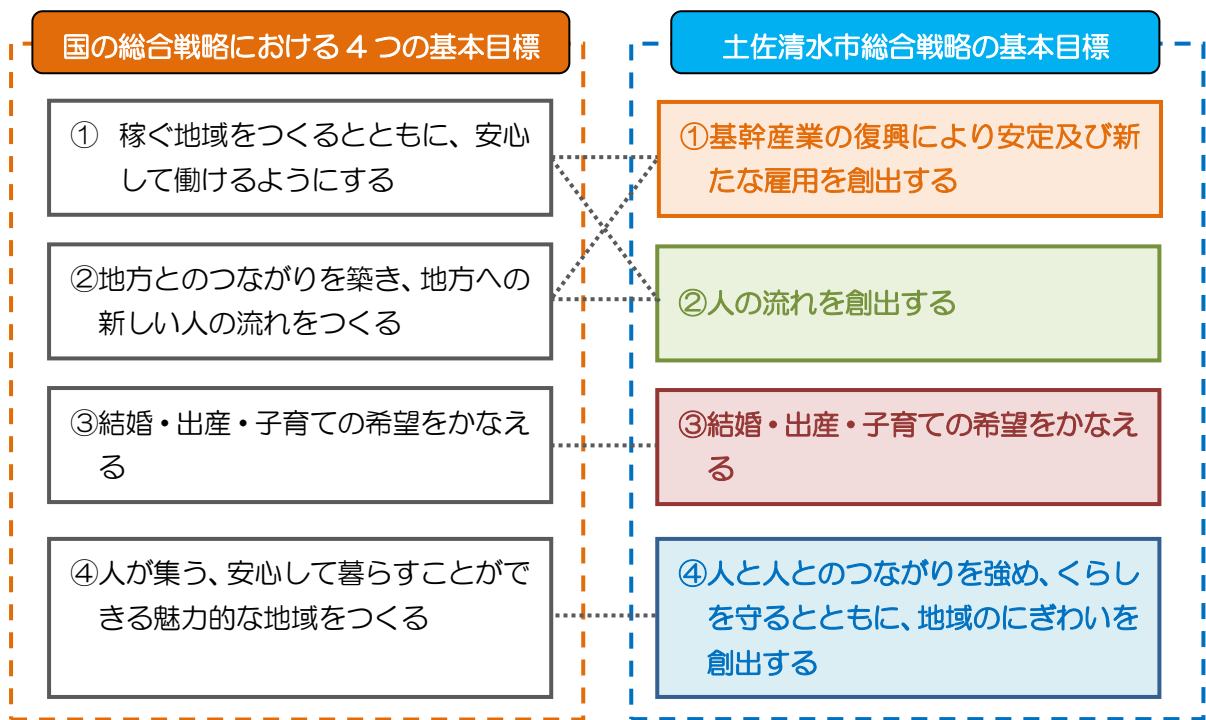 国の総合戦略における4つの基本目標
① 稼ぐ地域をつくるとともに、安心
して働けるようにする
②地方とのつながりを築き、地方への
新しい人の流れをつくる
③結婚・出産・子育ての希望をかなえ
る
④人が集う、安心して暮らすことがで
きる魅力的な地域をつくる
土佐清水市総合戦略の基本目標
①基幹産業の復興により安定及び新
たな雇用を創出する
②人の流れを創出する
③結婚・出産・子育ての希望をかなえ
る
④人と人とのつながりを強め、くらし
を守るとともに、地域のにぎわいを
創出する